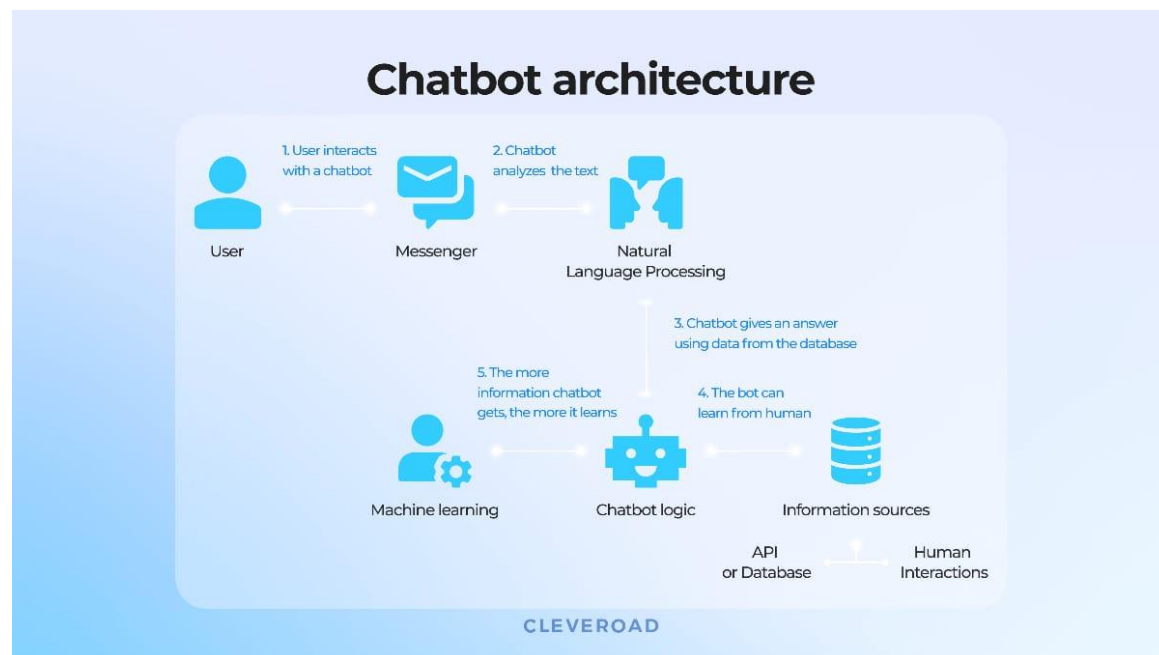 Chatbot architecture
1. User interacts
with a chatbot
2. Chatbot
analyzes the text
User
Messenger
Natural
Language Processing
3. Chatbot gives an answer
using data from the database
5. The more
information chatbot
gets, the more it learns
4. The bot can
learn from human
Machine learning
Chatbot logic
Information sources
API
or Database
Human
Interactions
CLEVEROAD